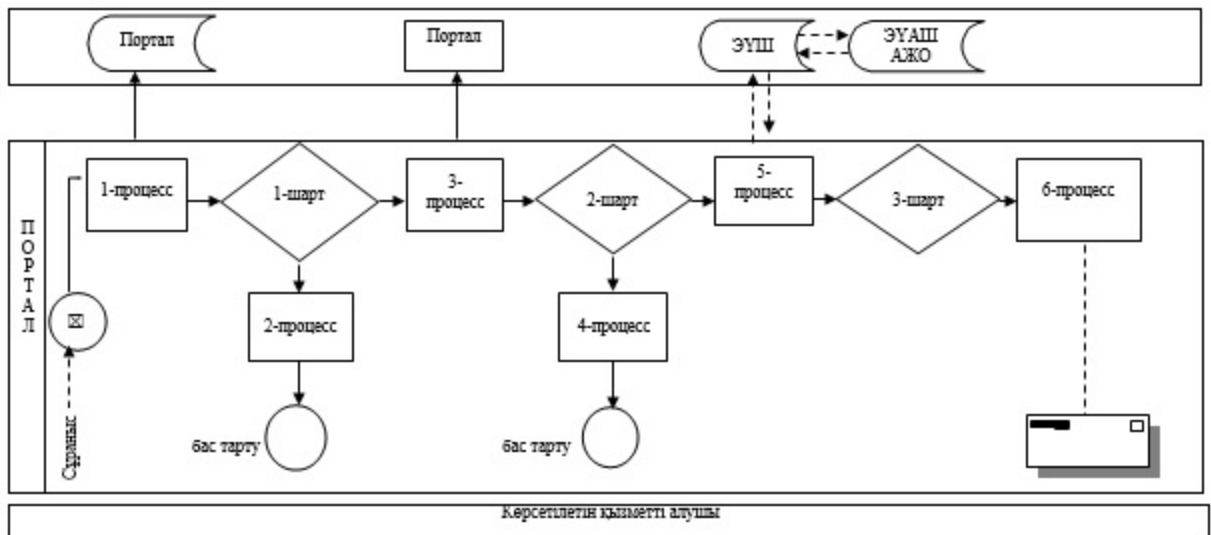 Портал
Портал
ЭҮШ
ЭҮАШ
АЖО
ПОРТАЛ
1-процесс
1-шарт
3-
процесс
2-шарт
5-
процесс
3-шарт
6-процесс
2-процесс
4-процесс
Сұраныс
бас тарту
бас тарту
Көрсетілетін қызметті алушы